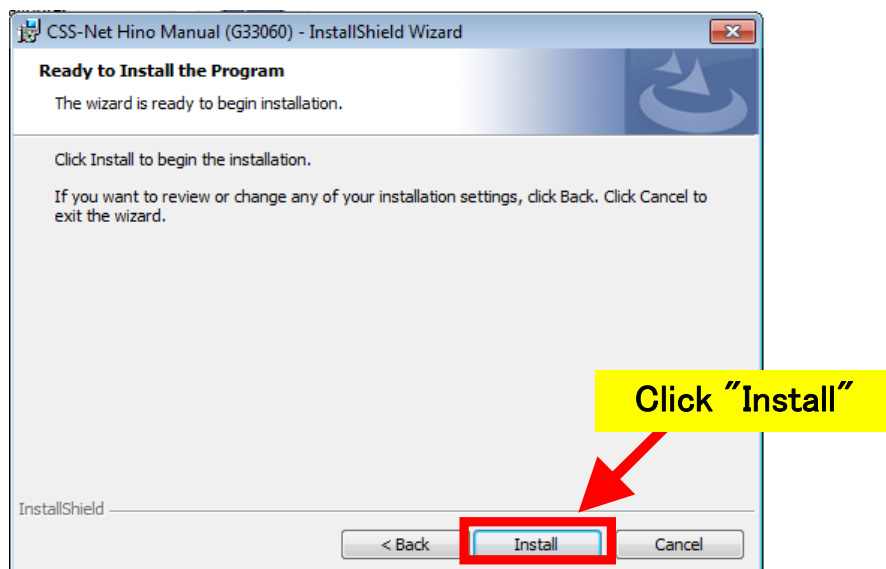 CSS-Net Hino Manual (G33060) - InstallShield Wizard
Ready to Install the Program
The wizard is ready to begin installation.
Click Install to begin the installation.
If you want to review or change any of your installation settings, click Back. Click Cancel to
exit the wizard.
Click "Install"
InstallShield
< Back
Install
Cancel